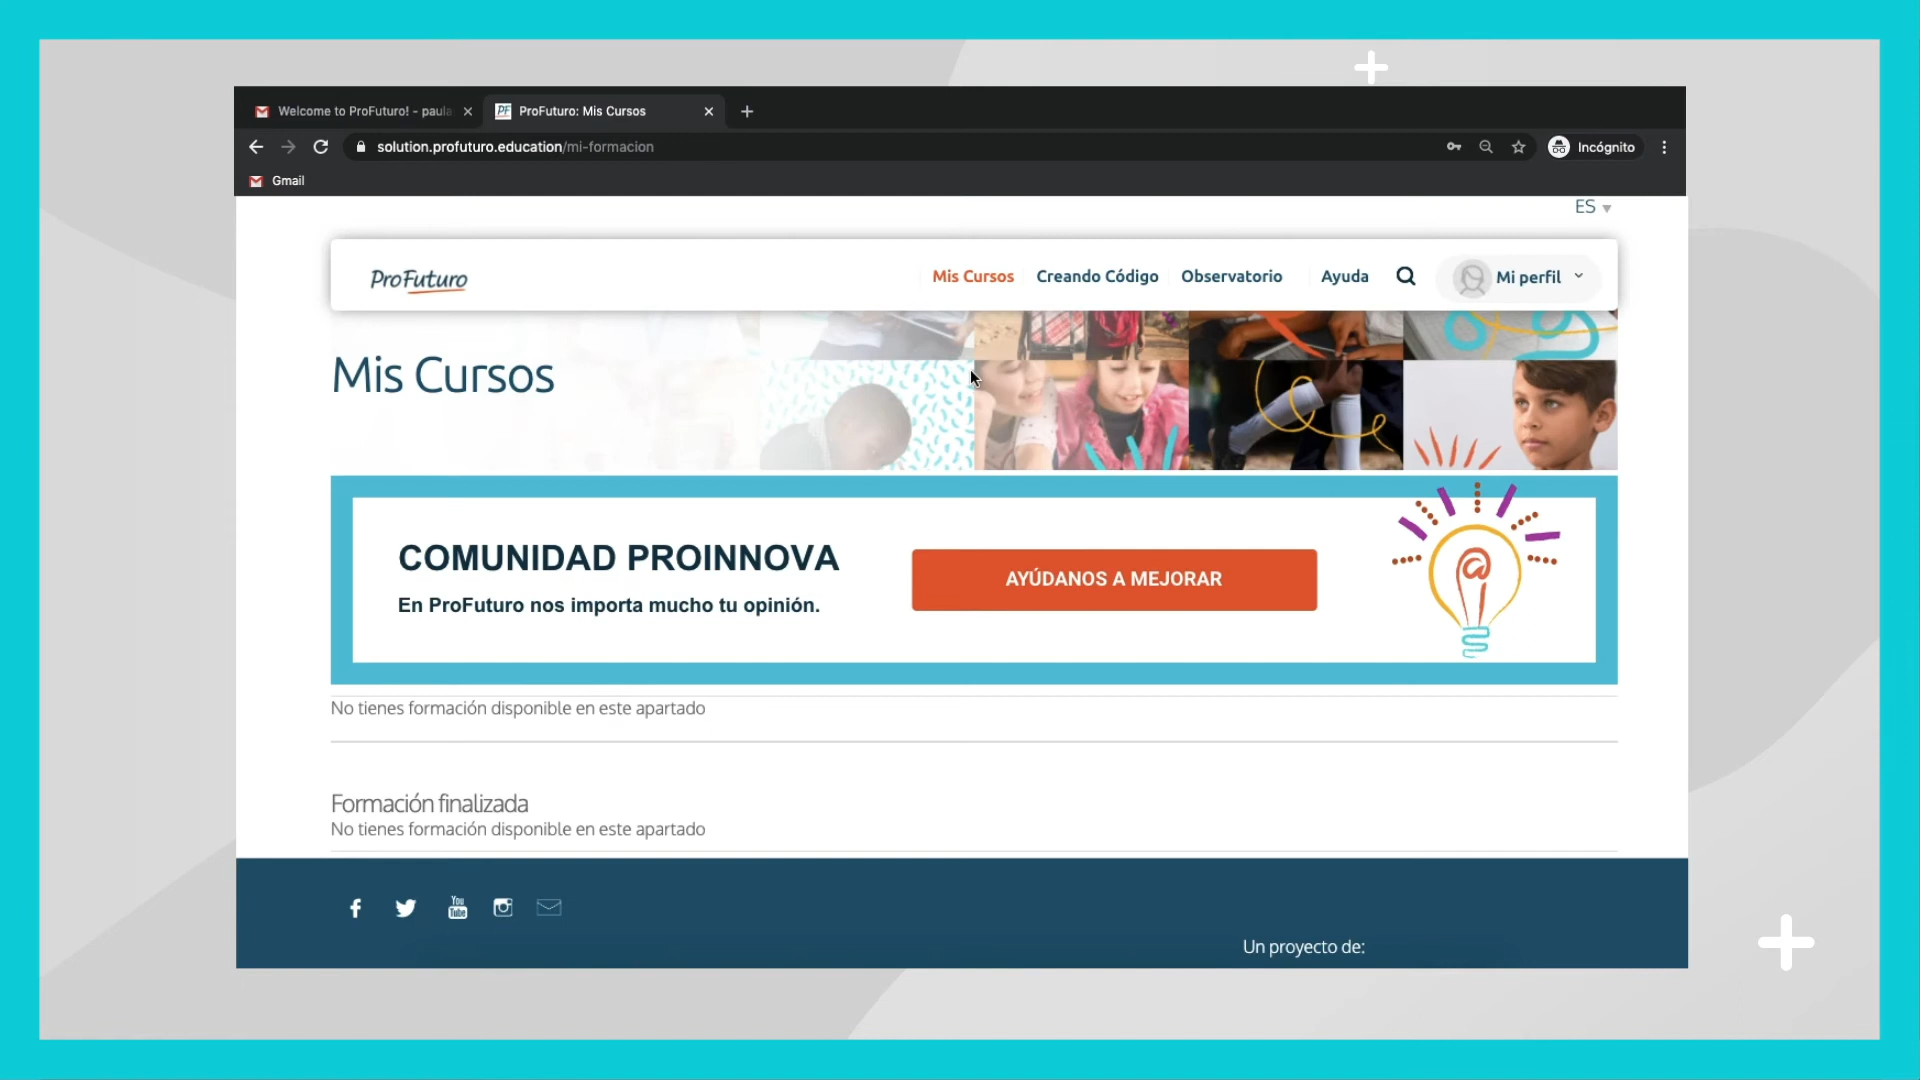 Welcome to ProFuturo! - paula
ProFuturo: Mis Cursos
solution.profuturo.education/mi-formacion
Incógnito
Gmail
ES
ProFuturo
Mis Cursos
Creando Código
Observatorio
Ayuda
Mi perfil
Mis Cursos
COMUNIDAD PROINNOVA
En ProFuturo nos importa mucho tu opinión.
AYÚDANOS A MEJORAR
No tienes formación disponible en este apartado
Formación finalizada
No tienes formación disponible en este apartado
You
Tube
Un proyecto de: